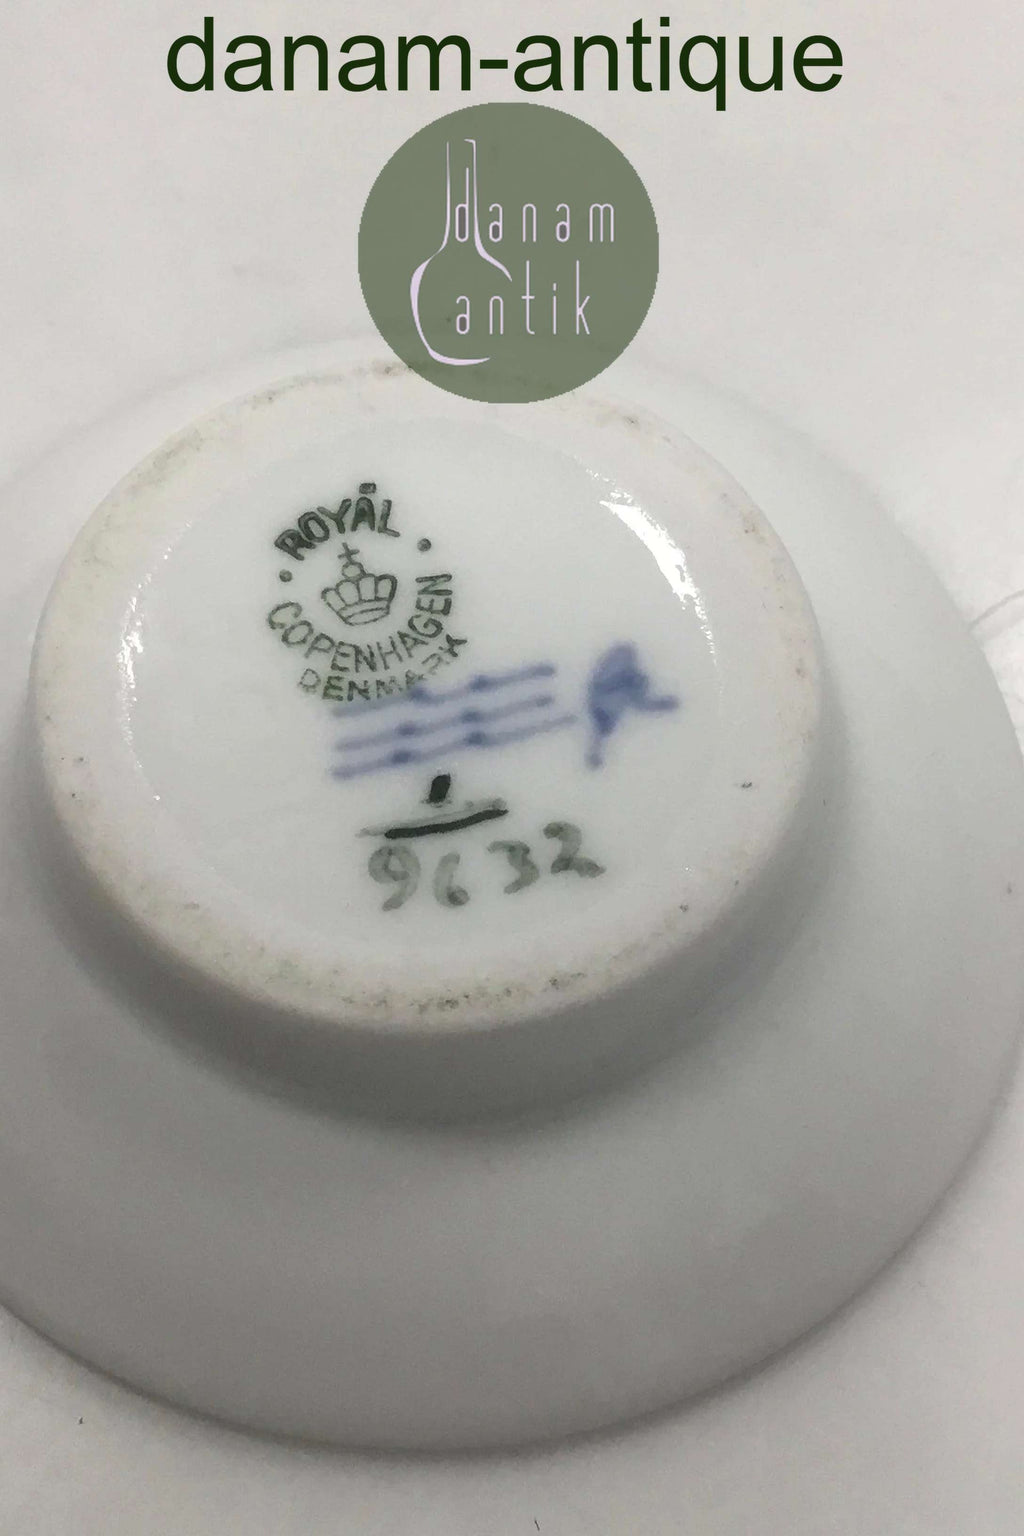 danam-antique
danam
antik
ROYAL
COPENHAGEN
DENMARK
1
9632